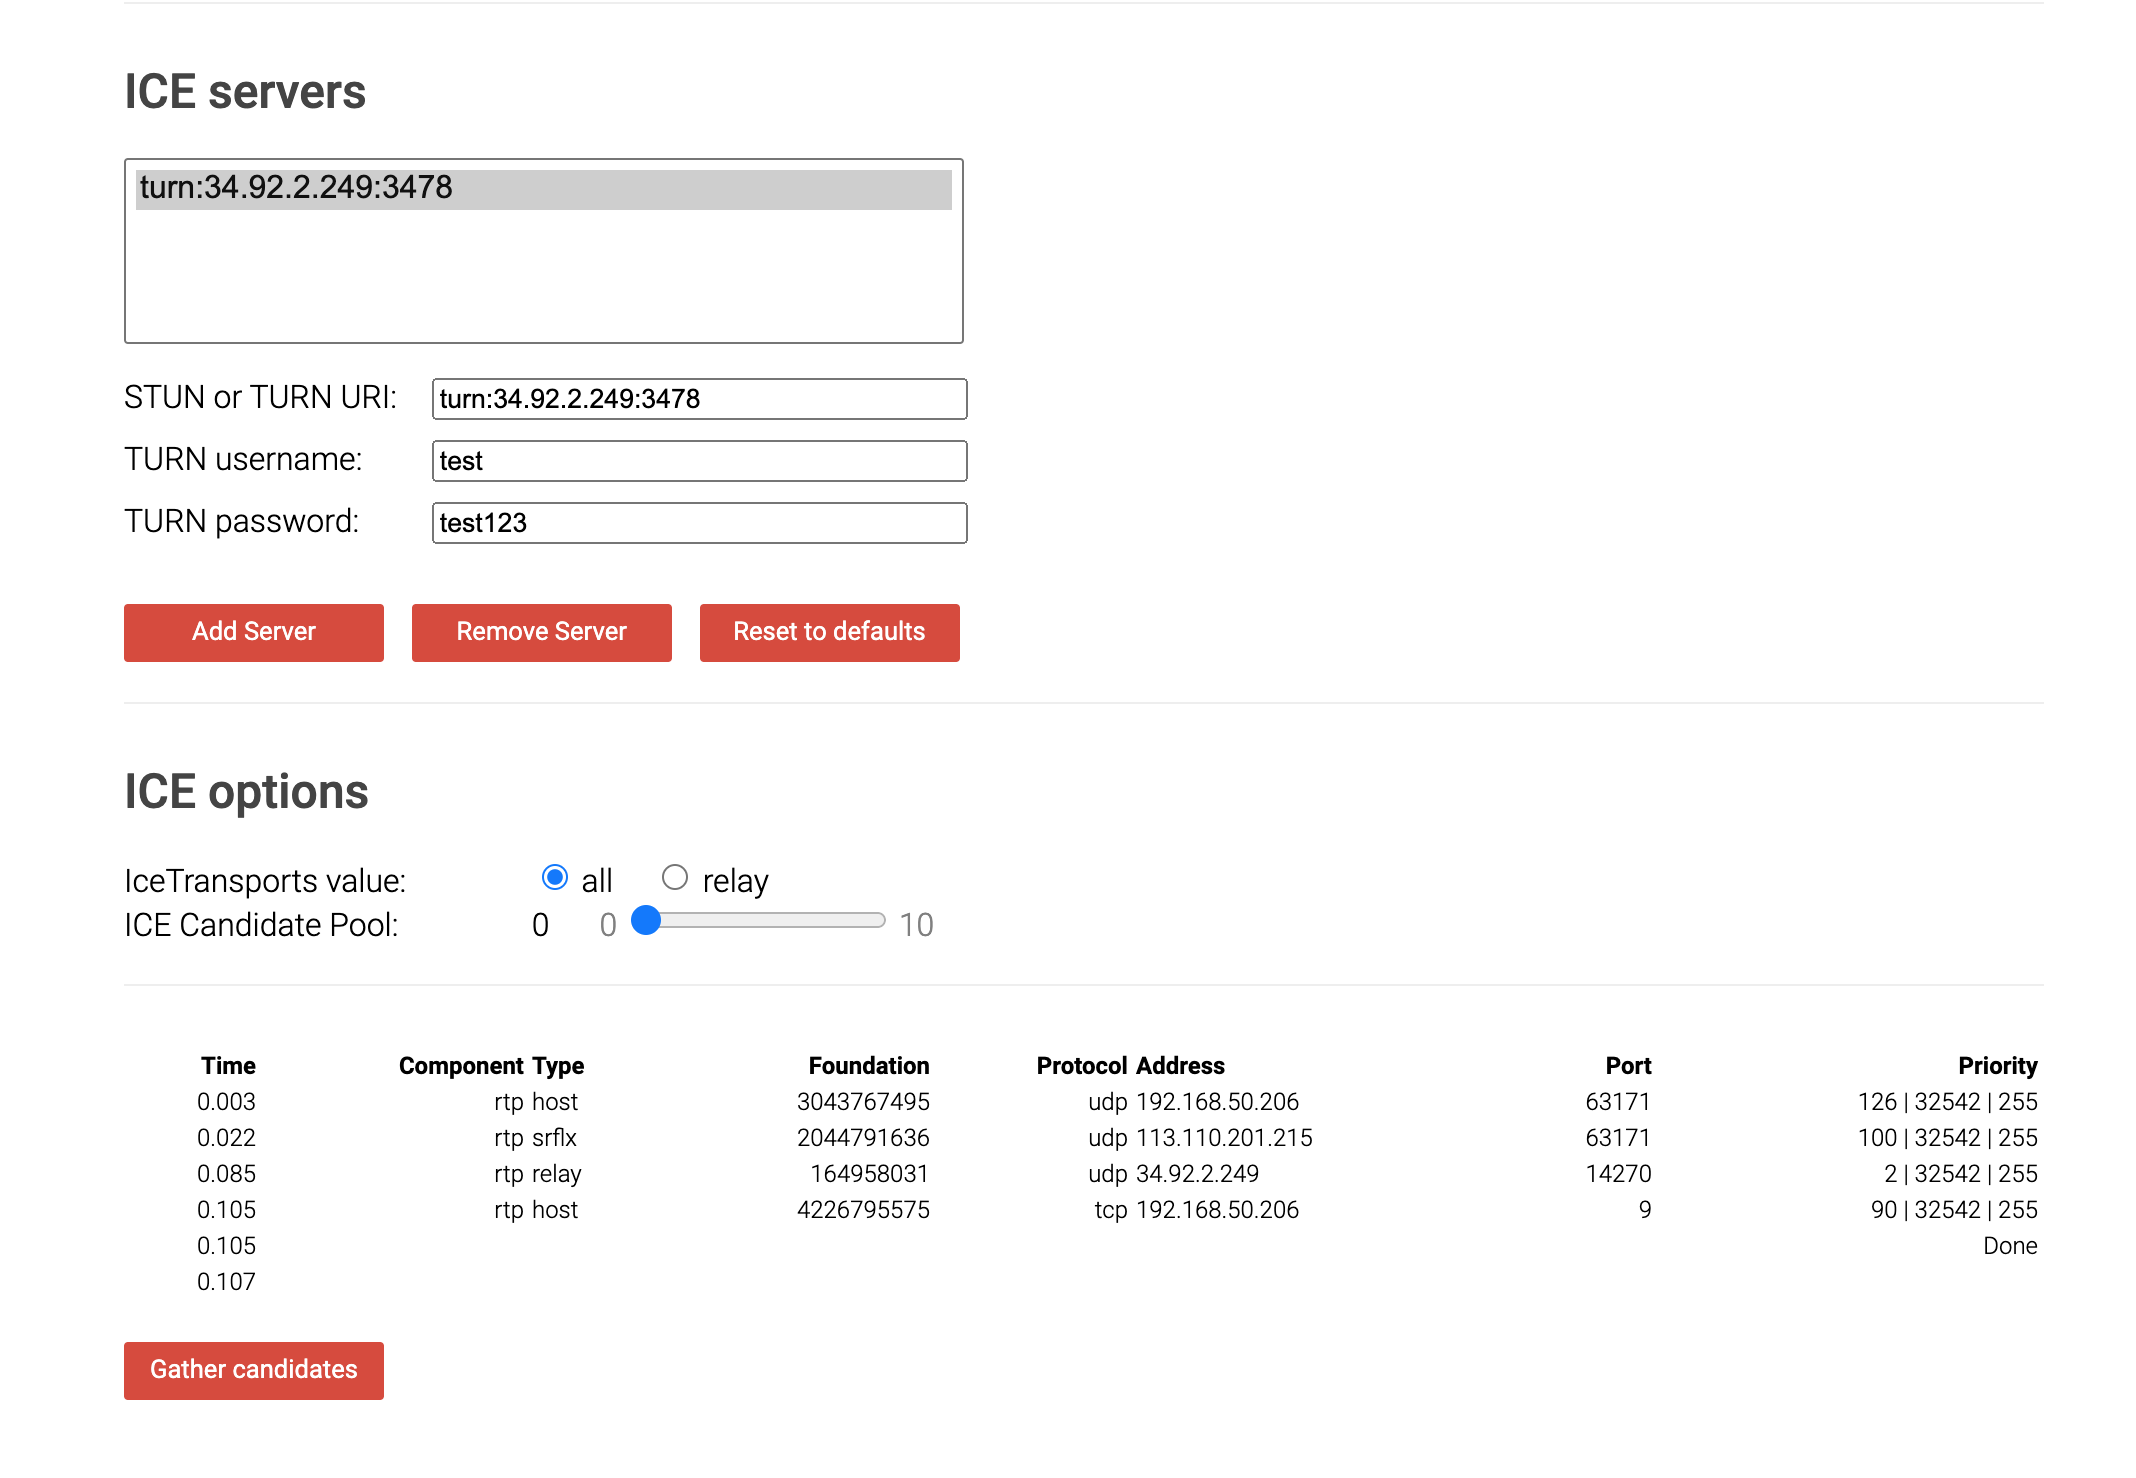 ICE servers
turn:34.92.2.249:3478
STUN or TURN URI: turn:34.92.2.249:3478
TURN username: test
TURN password: test123
Add Server Remove Server Reset to defaults
ICE options
IceTransports value: all relay
ICE Candidate Pool: 0 0 10
Time Component Type Foundation Protocol Address Port Priority
0.003 rtp host 3043767495 udp 192.168.50.206 63171 126 | 32542 | 255
0.022 rtp srflx 2044791636 udp 113.110.201.215 63171 100 | 32542 | 255
0.085 rtp relay 164958031 udp 34.92.2.249 14270 2 | 32542 | 255
0.105 rtp host 4226795575 tcp 192.168.50.206 9 90 | 32542 | 255
0.105 Done
0.107
Gather candidates